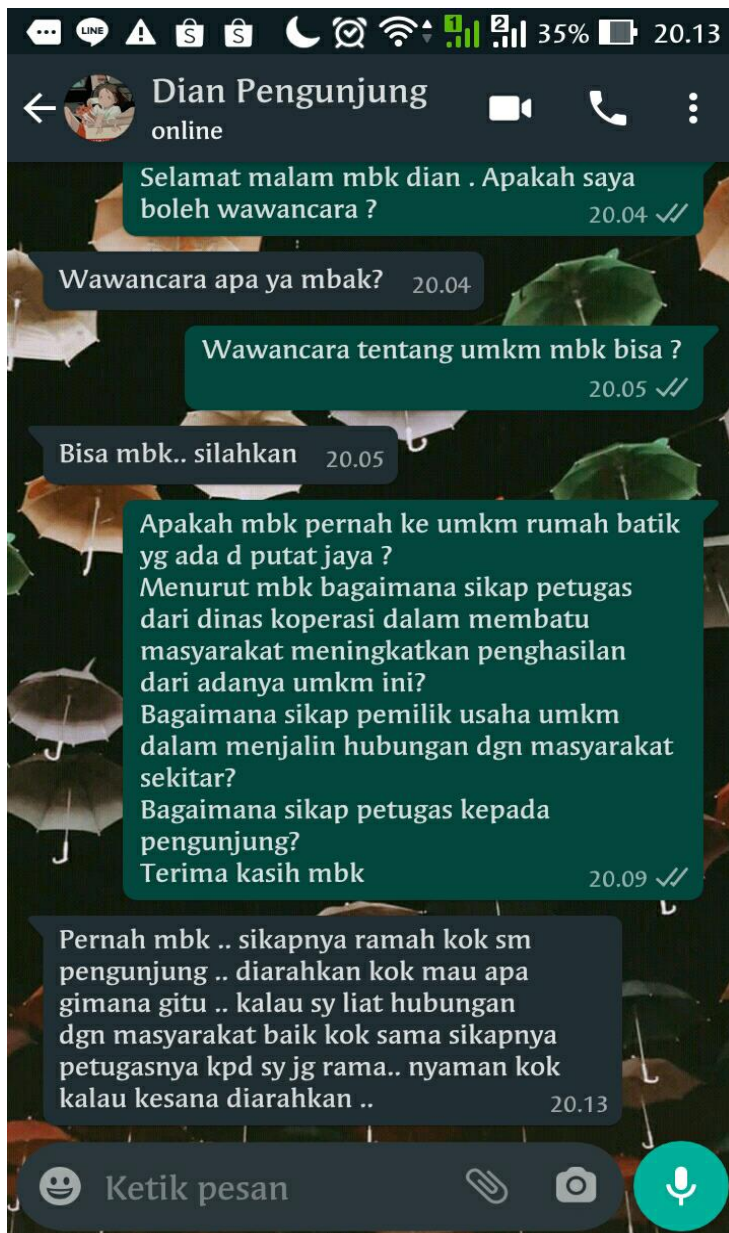 LINE
S
S
1
2
35%
20.13
Dian Pengunjung
online
Selamat malam mbk dian . Apakah saya
boleh wawancara ?
20.04
Wawancara apa ya mbak? 20.04
Wawancara tentang umkm mbk bisa ?
20.05
Bisa mbk.. silahkan 20.05
Apakah mbk pernah ke umkm rumah batik
yg ada d putat jaya ?
Menurut mbk bagaimana sikap petugas
dari dinas koperasi dalam membatu
masyarakat meningkatkan penghasilan
dari adanya umkm ini?
Bagaimana sikap pemilik usaha umkm
dalam menjalin hubungan dgn masyarakat
sekitar?
Bagaimana sikap petugas kepada
pengunjung?
Terima kasih mbk
20.09
Pernah mbk .. sikapnya ramah kok sm
pengunjung .. diarahkan kok mau apa
gimana gitu .. kalau sy liat hubungan
dgn masyarakat baik kok sama sikapnya
petugasnya kpd sy jg rama.. nyaman kok
kalau kesana diarahkan ..
20.13
Ketik pesan